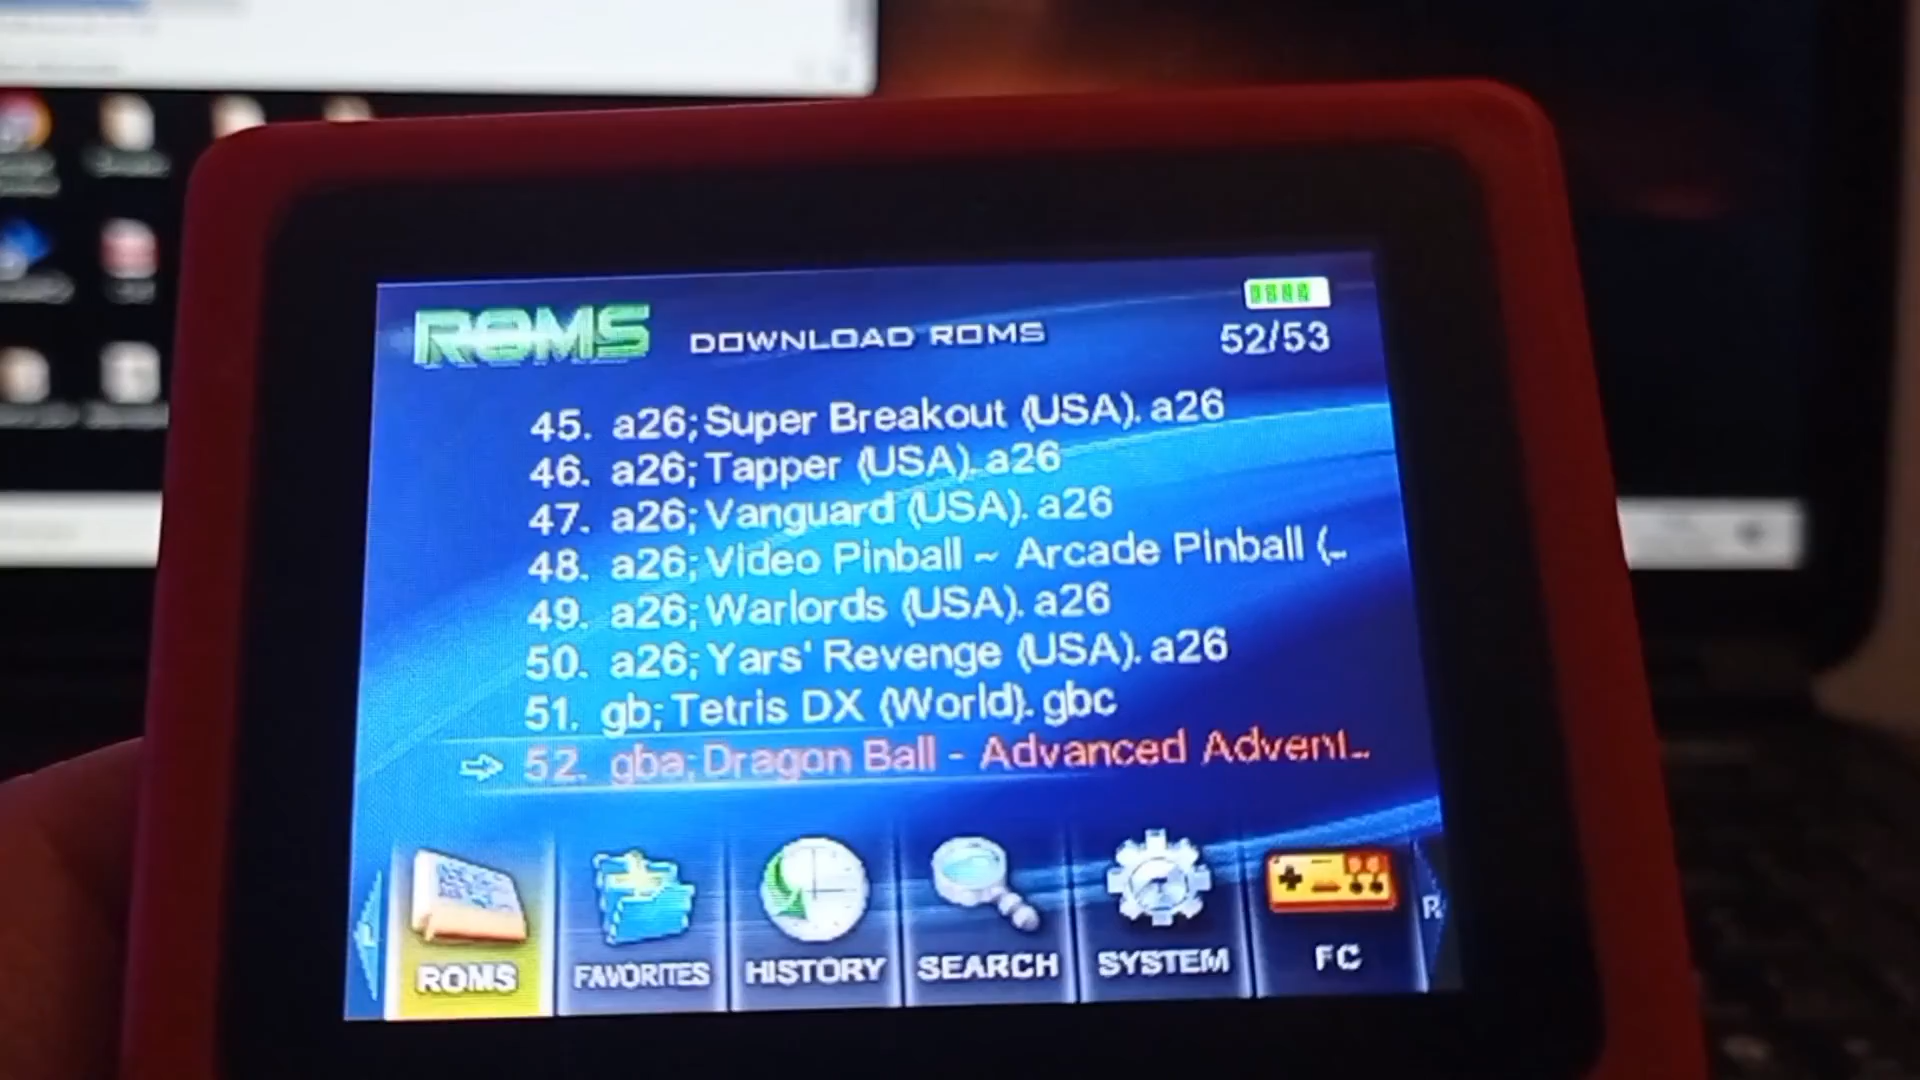 ROMS DOWNLOAD ROMS
52/53
45. a26;Super Breakout (USA).a26
46. a26;Tapper (USA).a26
47. a26;Vanguard (USA).a26
48. a26;Video Pinball ~ Arcade Pinball (...
49. a26;Warlords (USA).a26
50. a26;Yars' Revenge (USA).a26
51. gb;Tetris DX (World).gbc
52. gba;Dragon Ball - Advanced Advent...
L ROMS FAVORITES HISTORY SEARCH SYSTEM FC R